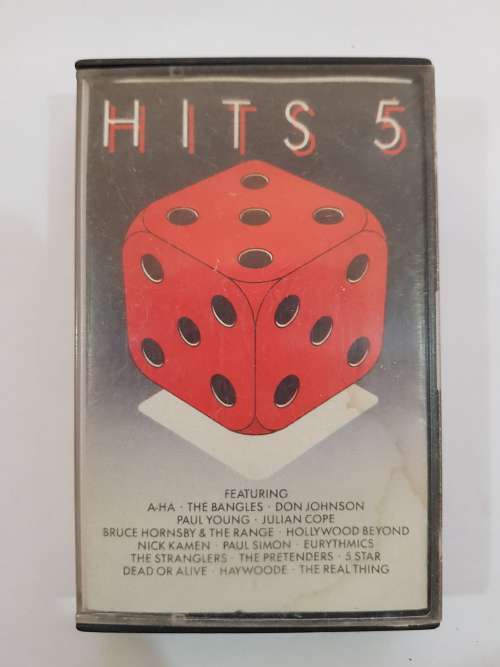 HITS 5
FEATURING
A-HA · THE BANGLES · DON JOHNSON
PAUL YOUNG · JULIAN COPE
BRUCE HORNSBY & THE RANGE · HOLLYWOOD BEYOND
NICK KAMEN · PAUL SIMON · EURYTHMICS
THE STRANGLERS · THE PRETENDERS · 5 STAR
DEAD OR ALIVE · HAYWOODE · THE REAL THING